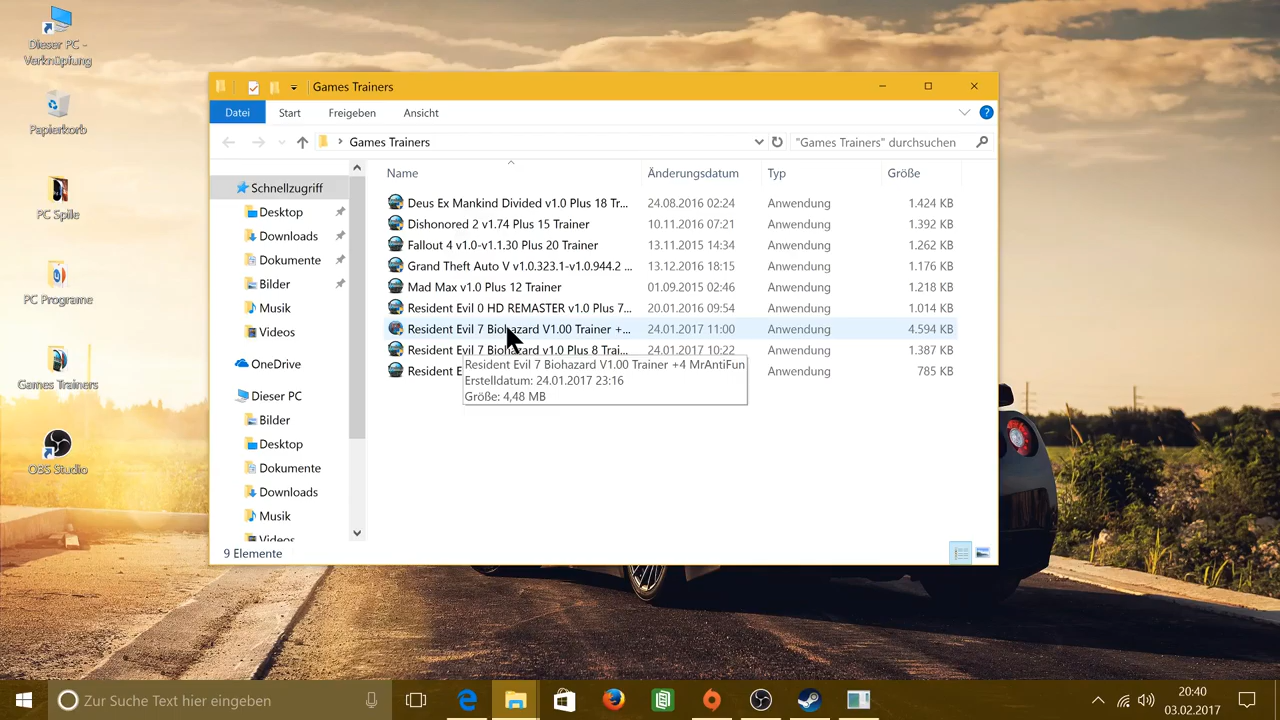 Dieser PC -
Verknüpfung
Papierkorb
PC Spille
PC Programe
Games Trainers
OBS Studio
Games Trainers
Datei Start Freigeben Ansicht
Games Trainers
"Games Trainers" durchsuchen
Schnellzugriff
Desktop
Downloads
Dokumente
Bilder
Musik
Videos
OneDrive
Dieser PC
Bilder
Desktop
Dokumente
Downloads
Musik
Videos
Name Änderungsdatum Typ Größe
Deus Ex Mankind Divided v1.0 Plus 18 Tr... 24.08.2016 02:24 Anwendung 1.424 KB
Dishonored 2 v1.74 Plus 15 Trainer 10.11.2016 07:21 Anwendung 1.392 KB
Fallout 4 v1.0-v1.1.30 Plus 20 Trainer 13.11.2015 14:34 Anwendung 1.262 KB
Grand Theft Auto V v1.0.323.1-v1.0.944.2 ... 13.12.2016 18:15 Anwendung 1.176 KB
Mad Max v1.0 Plus 12 Trainer 01.09.2015 02:46 Anwendung 1.218 KB
Resident Evil 0 HD REMASTER v1.0 Plus 7... 20.01.2016 09:54 Anwendung 1.014 KB
Resident Evil 7 Biohazard V1.00 Trainer +... 24.01.2017 11:00 Anwendung 4.594 KB
Resident Evil 7 Biohazard v1.0 Plus 8 Trai... 24.01.2017 10:22 Anwendung 1.387 KB
Resident E Anwendung 785 KB
Resident Evil 7 Biohazard V1.00 Trainer +4 MrAntiFun
Erstelldatum: 24.01.2017 23:16
Größe: 4,48 MB
9 Elemente
Zur Suche Text hier eingeben
20:40
03.02.2017